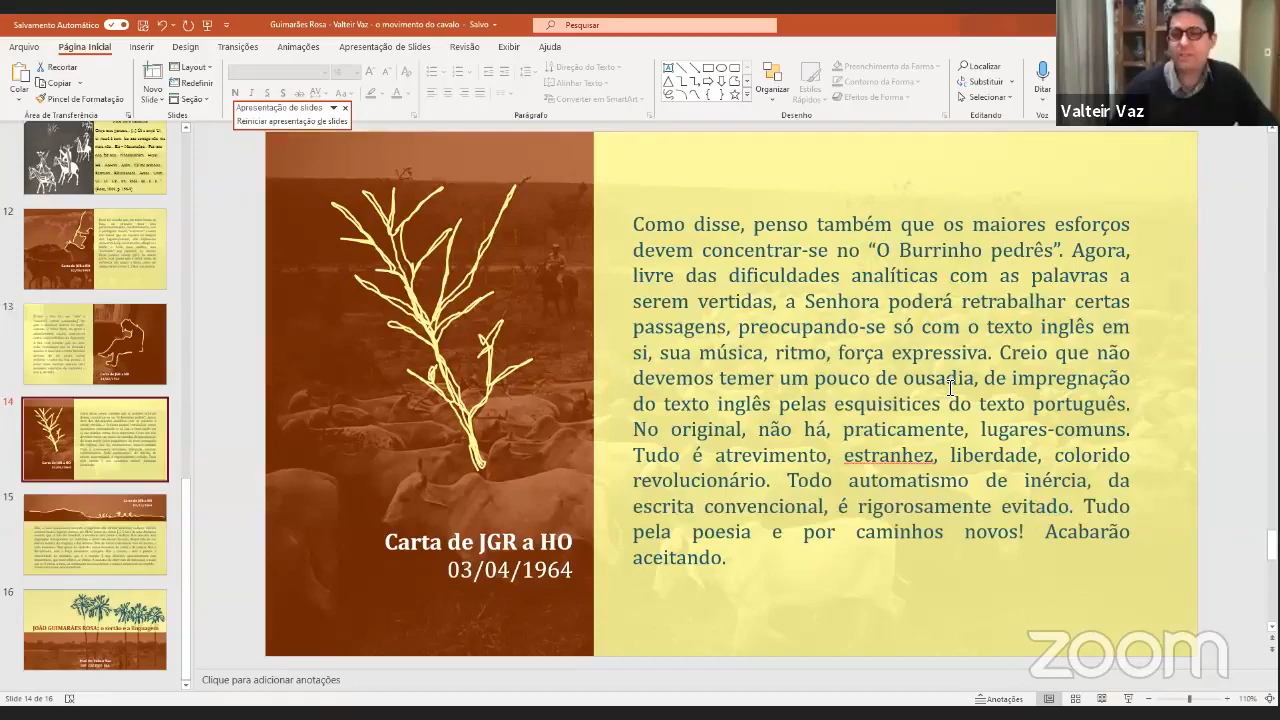 Salvamento Automático
Guimarães Rosa - Valteir Vaz - o movimento do cavalo - Salvo
Pesquisar
Arquivo Página Inicial Inserir Design Transições Animações Apresentação de Slides Revisão Exibir Ajuda
Colar
Recortar
Copiar
Pincel de Formatação
Área de Transferência
Novo Slide
Layout
Redefinir
Seção
Slides
Apresentação de slides
Reiniciar apresentação de slides
Parágrafo
Direção do Texto
Alinhar Texto
Converter em SmartArt
Organizar
Estilos Rápidos
Preenchimento da Forma
Contorno da Forma
Efeitos de Forma
Desenho
Localizar
Substituir
Selecionar
Editando
Ditar
Voz
Valteir Vaz
12
13
14
15
16
JOÃO GUIMARÃES ROSA: o sertão e a linguagem
Como disse, penso também que os maiores esforços
devem concentrar-se no “O Burrinho pedrês”. Agora,
livre das dificuldades analíticas com as palavras a
serem vertidas, a Senhora poderá retrabalhar certas
passagens, preocupando-se só com o texto inglês em
si, sua música, ritmo, força expressiva. Creio que não
devemos temer um pouco de ousadia, de impregnação
do texto inglês pelas esquisitices do texto português.
No original, não há praticamente, lugares-comuns.
Tudo é atrevimento, estranhez, liberdade, colorido
revolucionário. Todo automatismo de inércia, da
escrita convencional, é rigorosamente evitado. Tudo
pela poesia e por caminhos novos! Acabarão
aceitando.
Carta de JGR a HO
03/04/1964
zoom
Clique para adicionar anotações
Slide 14 de 16
Anotações
110%